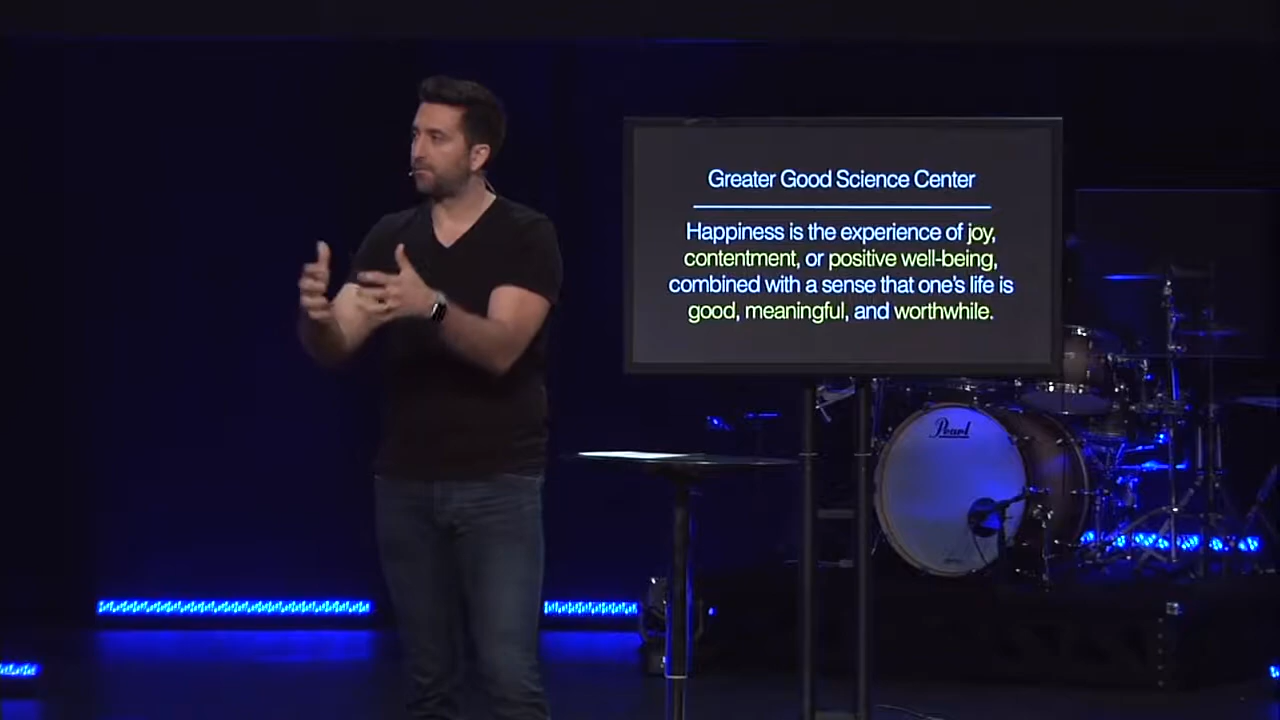 Greater Good Science Center
Happiness is the experience of joy,
contentment, or positive well-being,
combined with a sense that one's life is
good, meaningful, and worthwhile.
Pearl